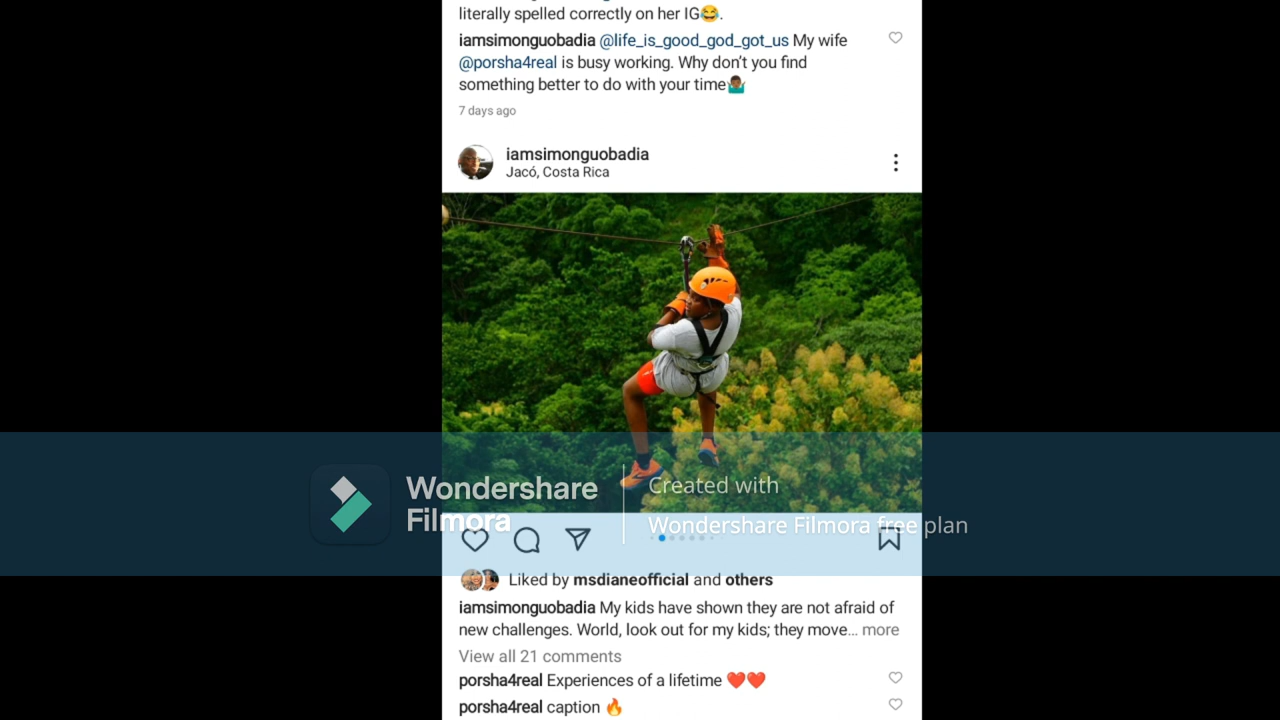 literally spelled correctly on her IG😂.
iamsimonguobadia @life_is_good_god_got_us My wife
@porsha4real is busy working. Why don't you find
something better to do with your time🤷🏾‍♂️
7 days ago
iamsimonguobadia
Jacó, Costa Rica
Wondershare
Filmora
Created with
Wondershare Filmora free plan
Liked by msdianeofficial and others
iamsimonguobadia My kids have shown they are not afraid of
new challenges. World, look out for my kids; they move... more
View all 21 comments
porsha4real Experiences of a lifetime ❤️❤️
porsha4real caption 🔥